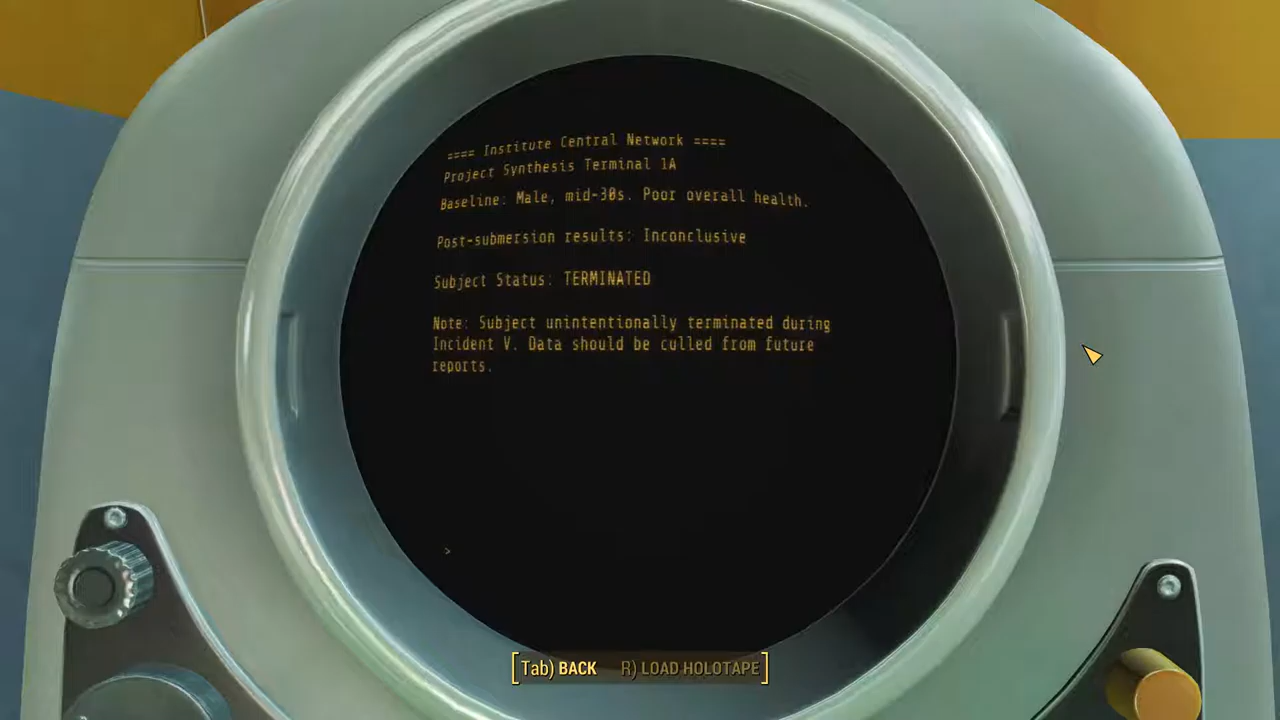 ==== Institute Central Network ====
Project Synthesis Terminal 1A
Baseline: Male, mid-30s. Poor overall health.
Post-submersion results: Inconclusive
Subject Status: TERMINATED
Note: Subject unintentionally terminated during
Incident V. Data should be culled from future
reports.
>
[Tab) BACK R) LOAD HOLOTAPE]